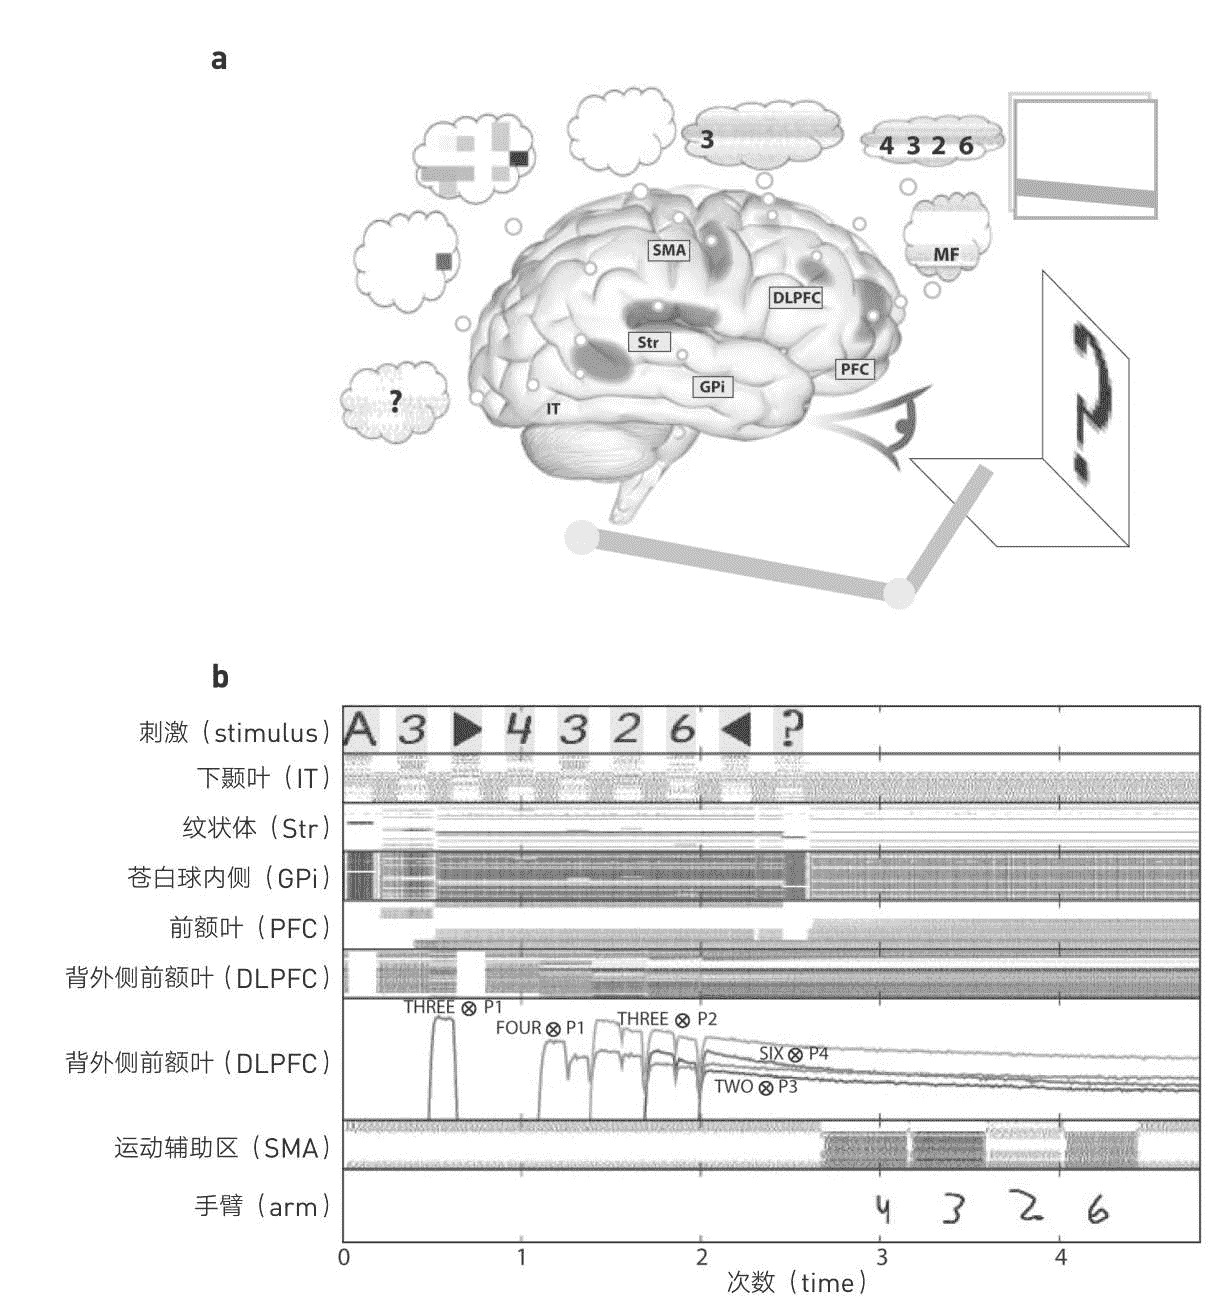 a
3
4 3 2 6
MF
SMA
DLPFC
Str
PFC
GPi
IT
?
?
b
刺激（stimulus） A 3 ▶ 4 3 2 6 ◀ ?
下颞叶（IT）
纹状体（Str）
苍白球内侧（GPi）
前额叶（PFC）
背外侧前额叶（DLPFC）
THREE ⊗ P1
FOUR ⊗ P1
THREE ⊗ P2
背外侧前额叶（DLPFC）
SIX ⊗ P4
TWO ⊗ P3
运动辅助区（SMA）
手臂（arm） 4 3 2 6
0 1 2 3 4
次数（time）